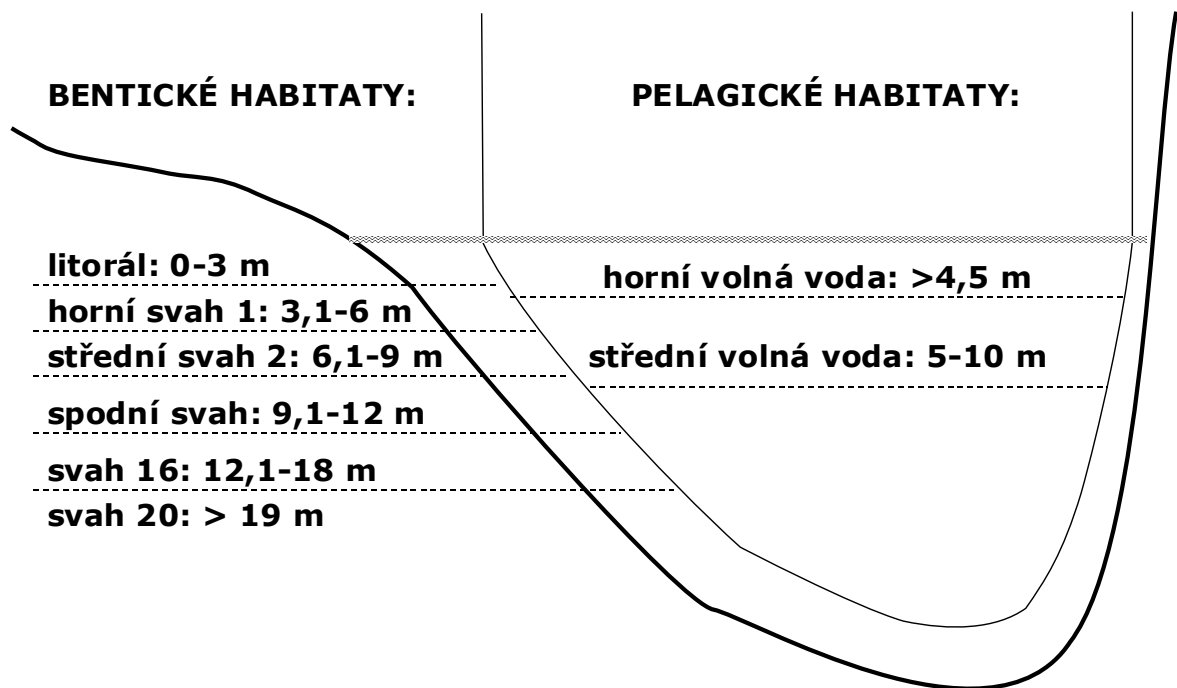 BENTICKÉ HABITATY:
PELAGICKÉ HABITATY:
litorál: 0-3 m
horní svah 1: 3,1-6 m
střední svah 2: 6,1-9 m
spodní svah: 9,1-12 m
svah 16: 12,1-18 m
svah 20: > 19 m
horní volná voda: >4,5 m
střední volná voda: 5-10 m